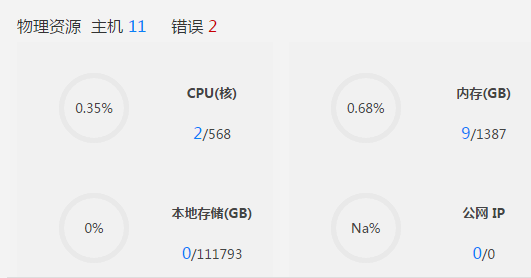 物理资源 主机 11 错误 2
0.35%
CPU(核)
2/568
0.68%
内存(GB)
9/1387
0%
本地存储(GB)
0/111793
Na%
公网 IP
0/0